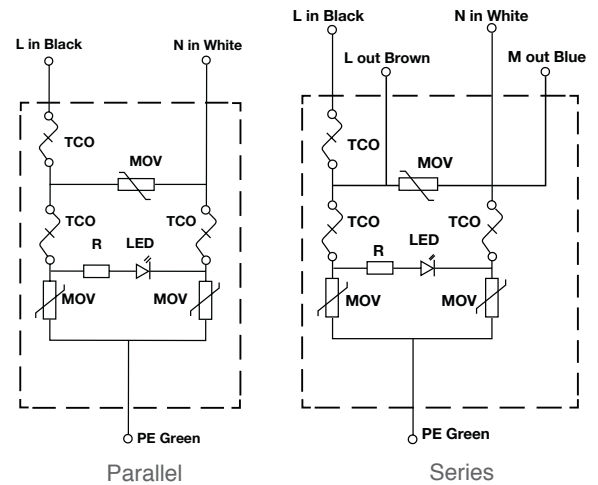 L in Black
N in White
TCO
MOV
TCO
TCO
R
LED
MOV
MOV
PE Green
Parallel
L in Black
N in White
L out Brown
M out Blue
TCO
MOV
TCO
TCO
R
LED
MOV
MOV
PE Green
Series